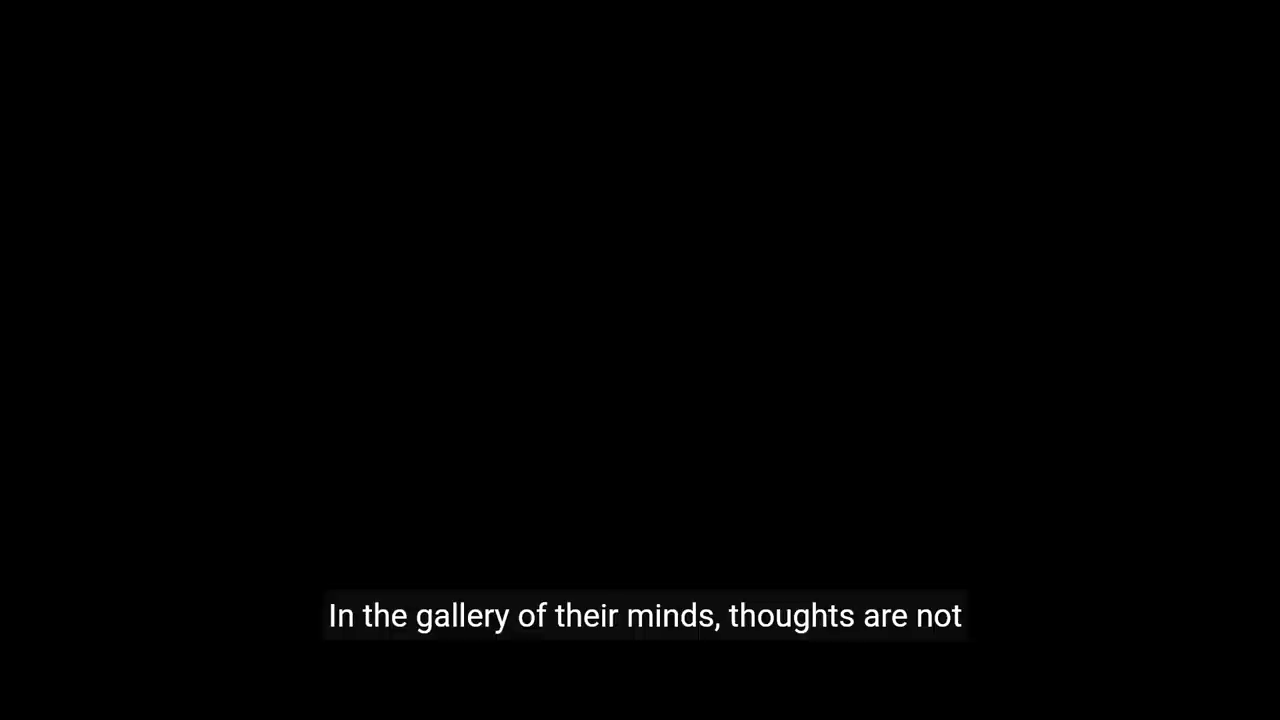 In the gallery of their minds, thoughts are not